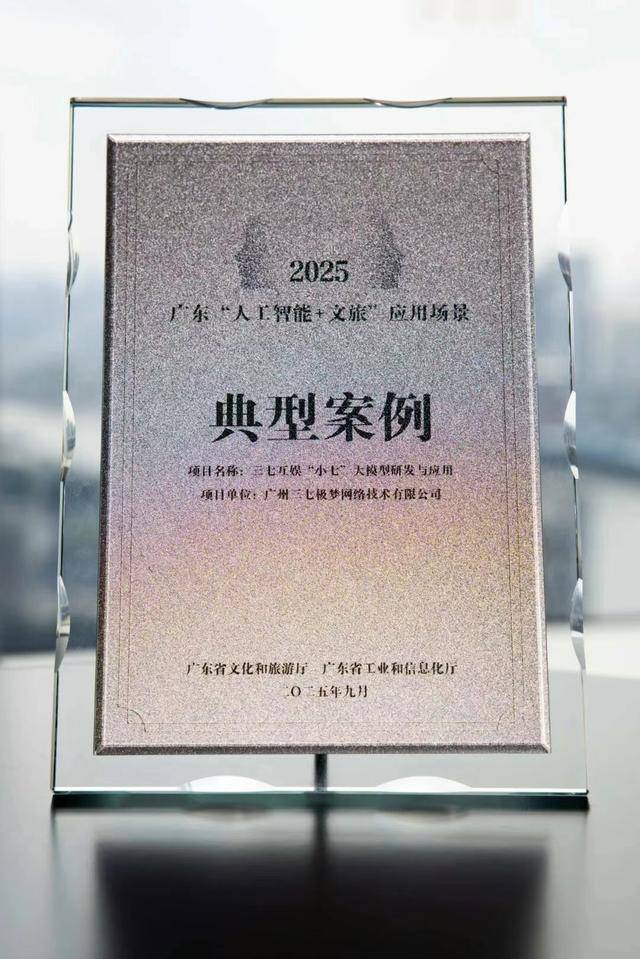 2025
广东“人工智能+文旅”应用场景
典型案例
项目名称：三七互娱“小七”大模型研发与应用
项目单位：广州三七极梦网络技术有限公司
广东省文化和旅游厅 广东省工业和信息化厅
二〇二五年九月